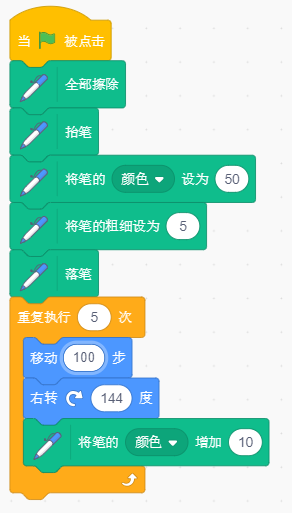 当 被点击
全部擦除
抬笔
将笔的 颜色 设为 50
将笔的粗细设为 5
落笔
重复执行 5 次
移动 100 步
右转 144 度
将笔的 颜色 增加 10